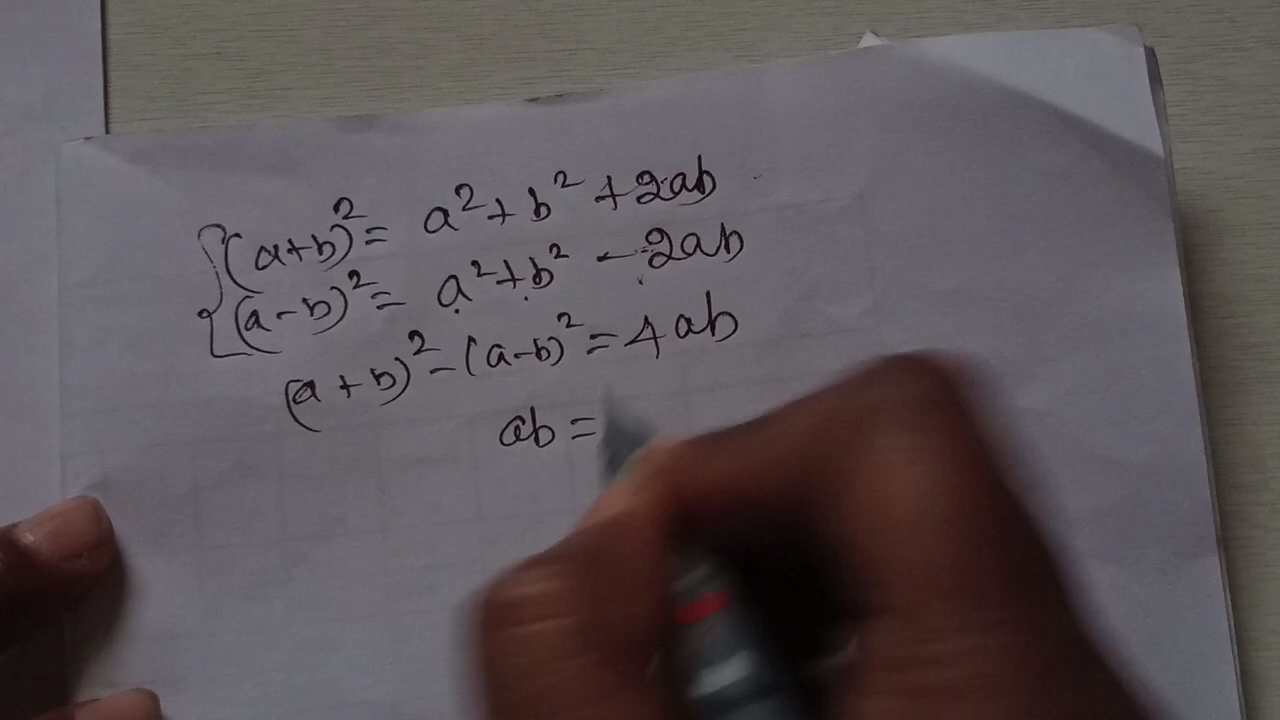 (a+b)² = a²+b²+2ab
(a-b)² = a²+b² -2ab
(a+b)²-(a-b)² = 4ab
ab =